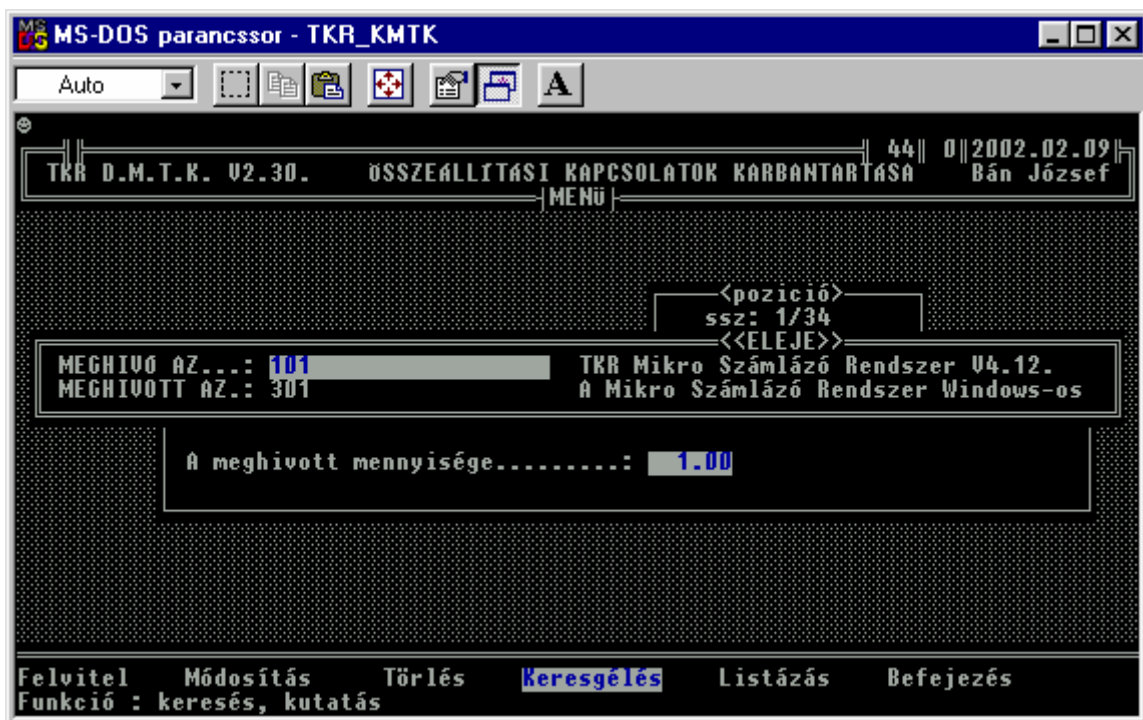 MS-DOS parancssor - TKR_KMTK
Auto
A
44 0 2002.02.09
TKR D.M.T.K. V2.30. ÖSSZEáLLÍTáSI KAPCSOLATOK KARBANTARTáSA Bán József
MENÜ
<pozició>
ssz: 1/34
<<ELEJE>>
MEGHIVó AZ...: 101 TKR Mikro Számlázó Rendszer V4.12.
MEGHIVOTT AZ.: 301 A Mikro Számlázó Rendszer Windows-os
A meghivott mennyisége.........: 1.00
Felvitel Módosítás Törlés Keresgélés Listázás Befejezés
Funkció : keresés, kutatás